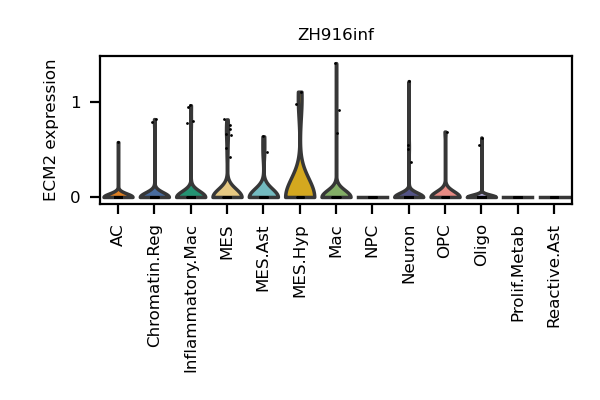 ZH916inf
ECM2 expression
1
0
AC
Chromatin.Reg
Inflammatory.Mac
MES
MES.Ast
MES.Hyp
Mac
NPC
Neuron
OPC
Oligo
Prolif.Metab
Reactive.Ast